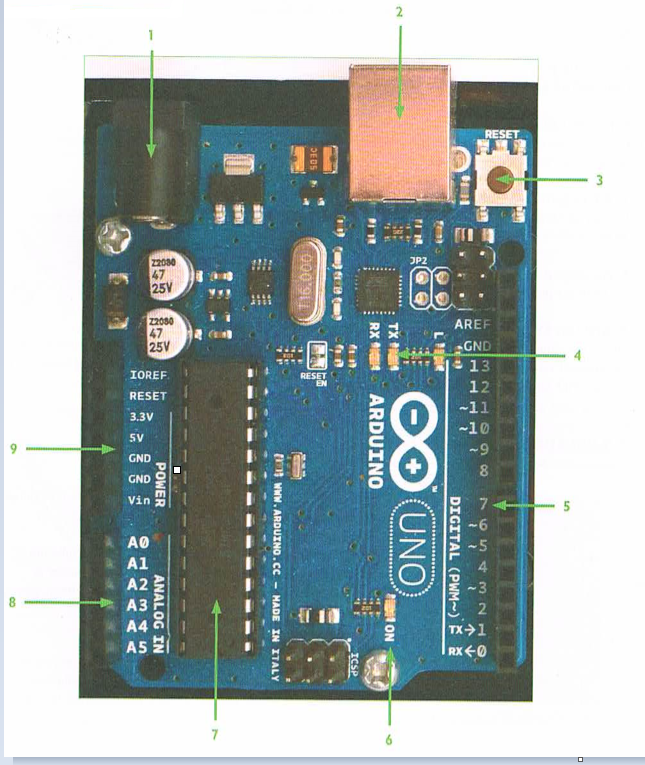 1
2
RESET
3
Z2080
47
25V
Z2080
47
25V
JP2
RX
TX
L
4
RESET
EN
AREF
GND
13
12
~11
~10
~9
8
7
5
~6
~5
4
~3
2
TX→1
RX←0
DIGITAL (PWM~)
ARDUINO
UNO
IOREF
RESET
3.3V
5V
GND
GND
Vin
POWER
9
A0
A1
A2
A3
A4
A5
ANALOG IN
8
WWW.ARDUINO.CC - MADE IN ITALY
ON
ICSP
7
6